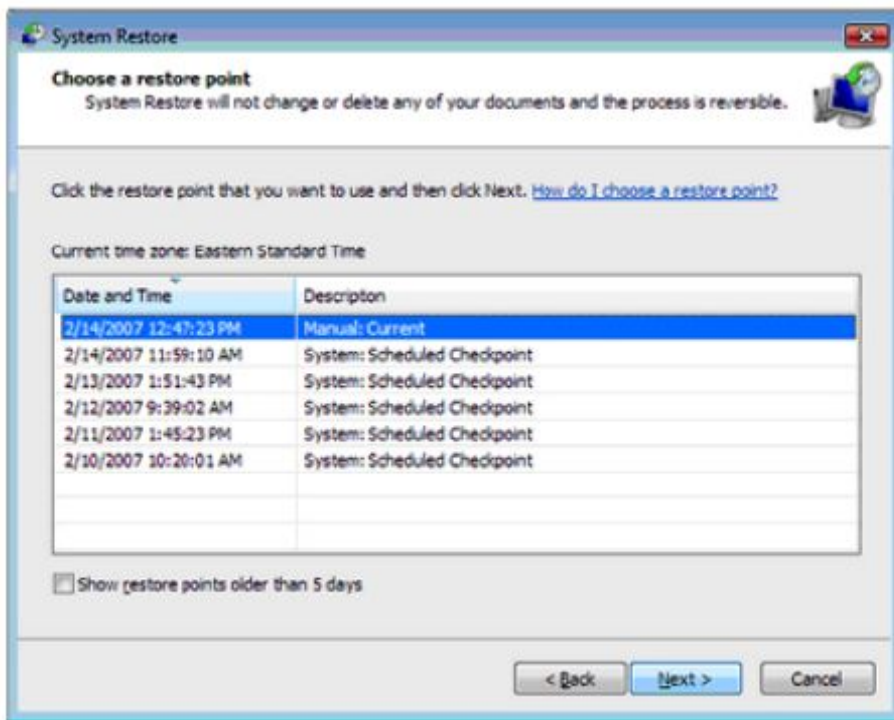 System Restore
Choose a restore point
System Restore will not change or delete any of your documents and the process is reversible.
Click the restore point that you want to use and then click Next. How do I choose a restore point?
Current time zone: Eastern Standard Time
Date and Time Descripton
2/14/2007 12:47:23 PM Manual: Current
2/14/2007 11:59:10 AM System: Scheduled Checkpoint
2/13/2007 1:51:43 PM System: Scheduled Checkpoint
2/12/2007 9:39:02 AM System: Scheduled Checkpoint
2/11/2007 1:45:23 PM System: Scheduled Checkpoint
2/10/2007 10:20:01 AM System: Scheduled Checkpoint
Show restore points older than 5 days
< Back Next > Cancel